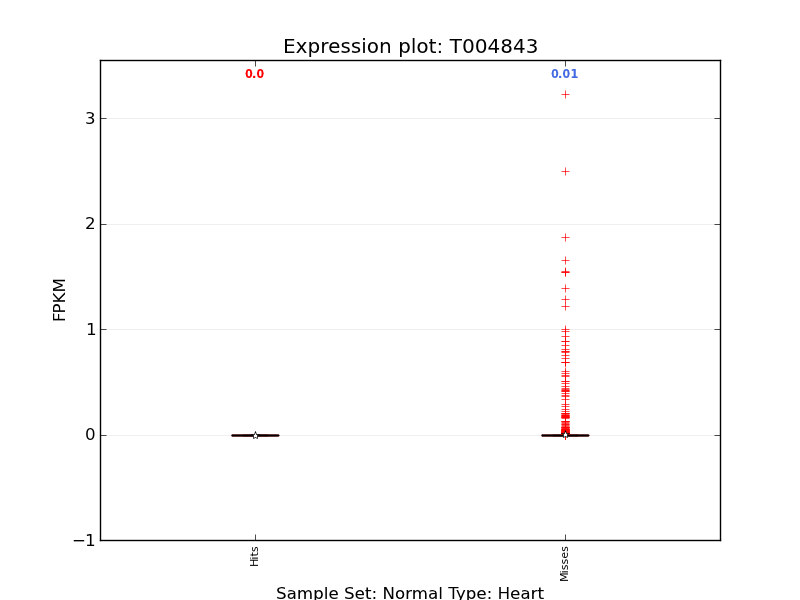 Expression plot: T004843
0.0
0.01
3
2
1
0
−1
FPKM
Hits
Misses
Sample Set: Normal Type: Heart